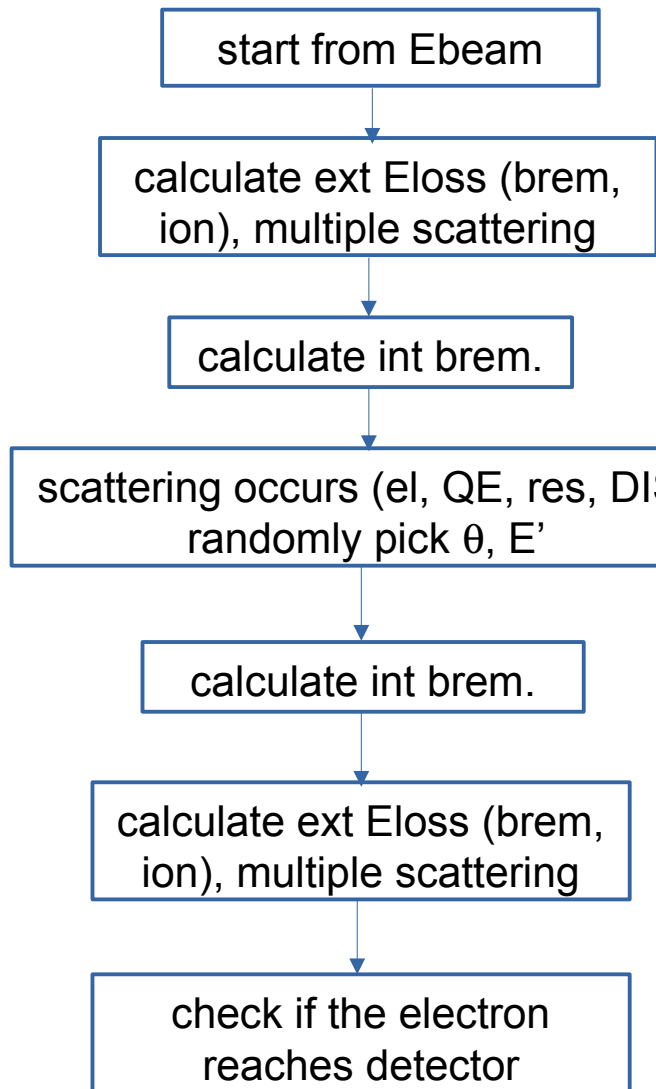 start from Ebeam
calculate ext Eloss (brem,
ion), multiple scattering
calculate int brem.
scattering occurs (el, QE, res, DIS
randomly pick θ, E’
calculate int brem.
calculate ext Eloss (brem,
ion), multiple scattering
check if the electron
reaches detector